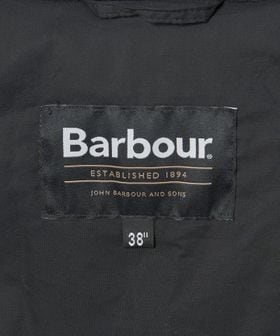 Barbour®
ESTABLISHED 1894
JOHN BARBOUR AND SONS
38"